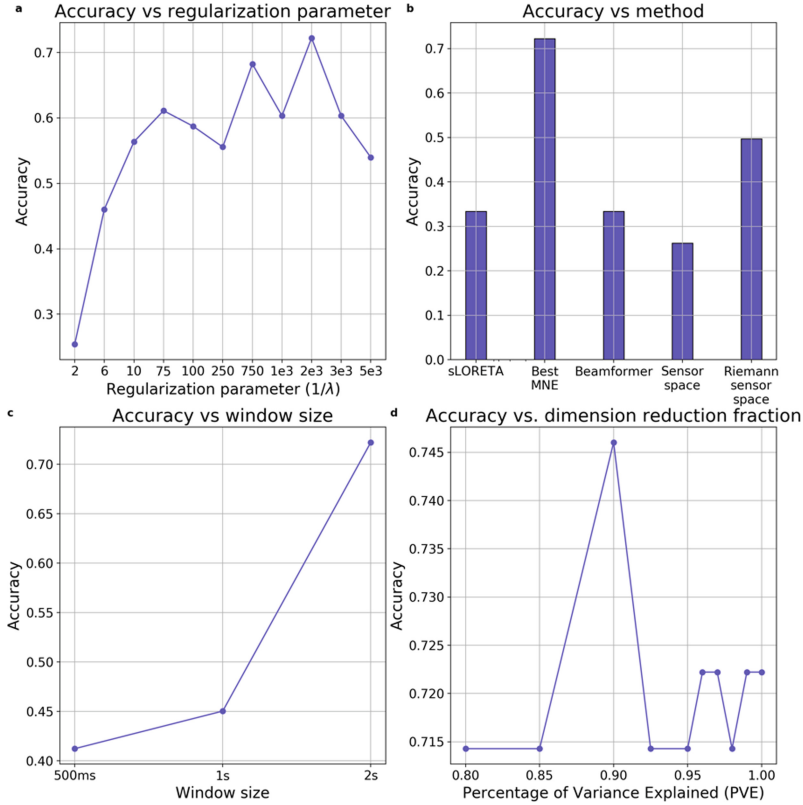 a
Accuracy vs regularization parameter
Accuracy
0.7
0.6
0.5
0.4
0.3
2 6 10 75 100 250 750 1e3 2e3 3e3 5e3
Regularization parameter (1/λ)
b
Accuracy vs method
Accuracy
0.7
0.6
0.5
0.4
0.3
0.2
0.1
0.0
sLORETA Best Beamformer Sensor Riemann
MNE space sensor
space
c
Accuracy vs window size
Accuracy
0.70
0.65
0.60
0.55
0.50
0.45
0.40
500ms 1s 2s
Window size
d
Accuracy vs. dimension reduction fraction
Accuracy
0.745
0.740
0.735
0.730
0.725
0.720
0.715
0.80 0.85 0.90 0.95 1.00
Percentage of Variance Explained (PVE)